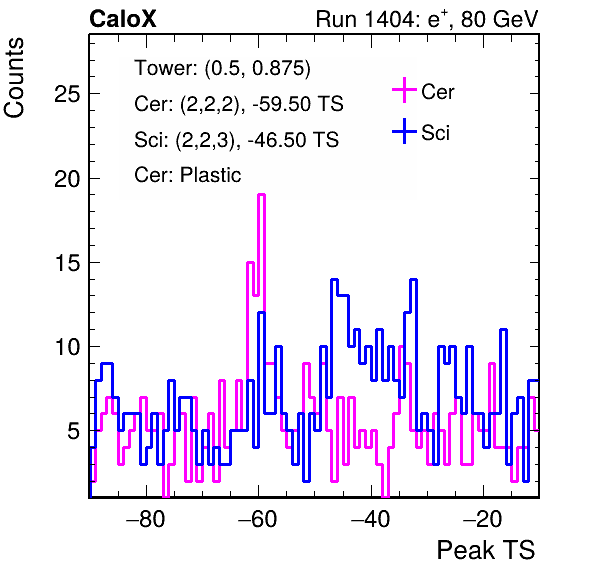 CaloX Run 1404: e⁺, 80 GeV
Counts
Tower: (0.5, 0.875)
Cer: (2,2,2), -59.50 TS
Sci: (2,2,3), -46.50 TS
Cer: Plastic
Cer
Sci
25
20
15
10
5
−80 −60 −40 −20
Peak TS